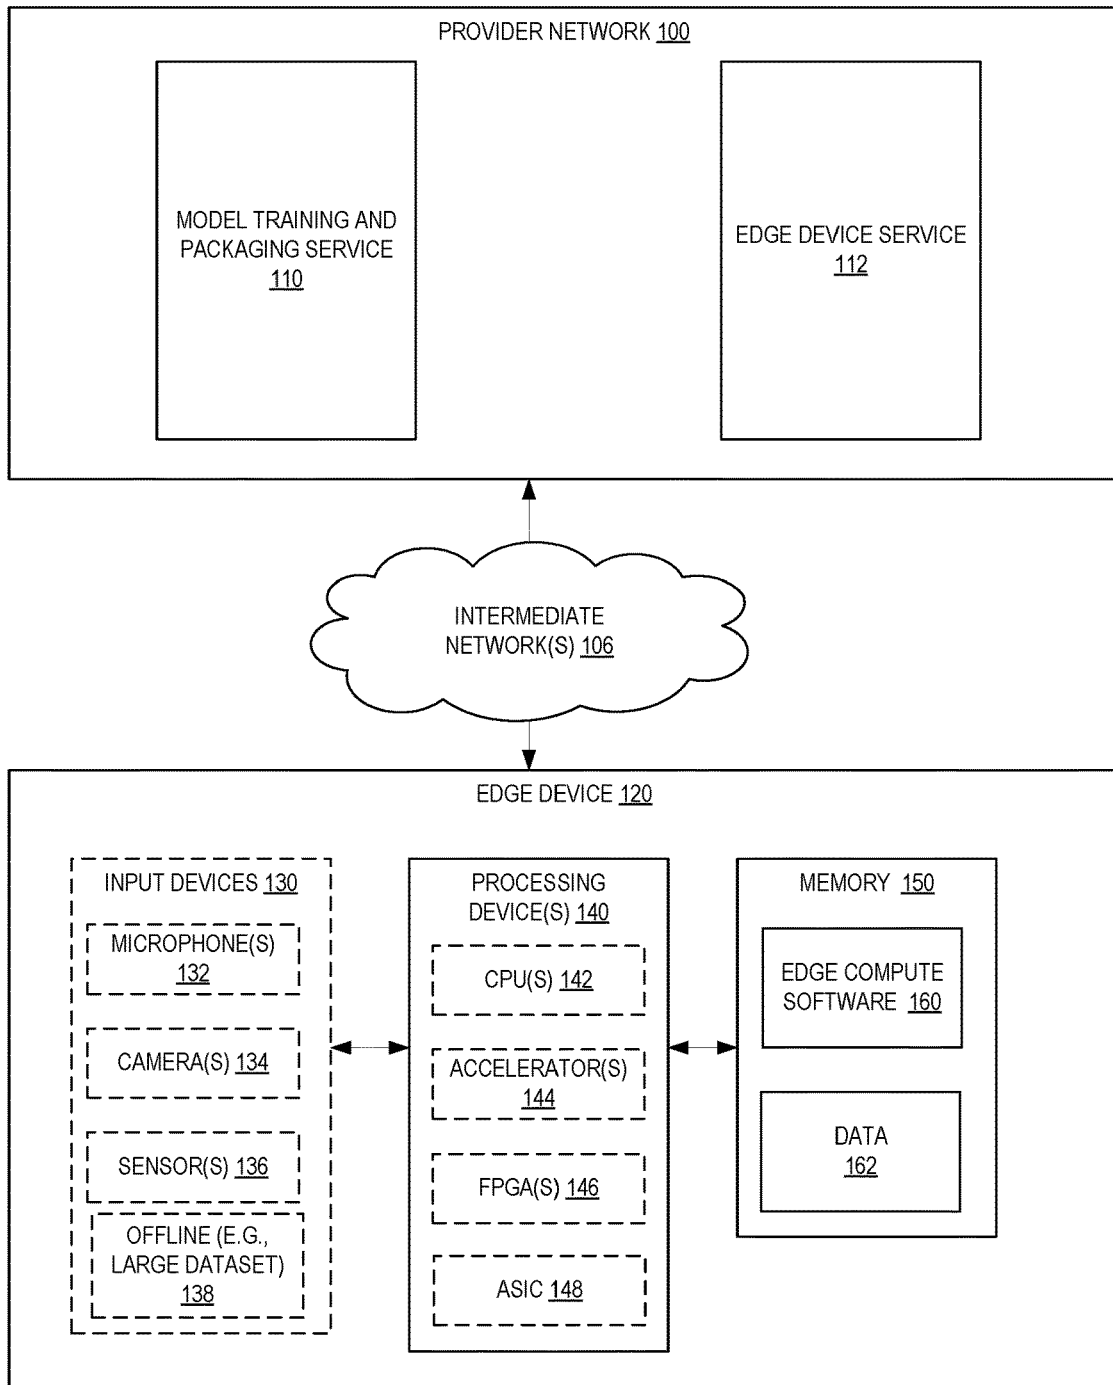 PROVIDER NETWORK 100
MODEL TRAINING AND
PACKAGING SERVICE
110
EDGE DEVICE SERVICE
112
INTERMEDIATE
NETWORK(S) 106
EDGE DEVICE 120
INPUT DEVICES 130
MICROPHONE(S)
132
CAMERA(S) 134
SENSOR(S) 136
OFFLINE (E.G.,
LARGE DATASET)
138
PROCESSING
DEVICE(S) 140
CPU(S) 142
ACCELERATOR(S)
144
FPGA(S) 146
ASIC 148
MEMORY 150
EDGE COMPUTE
SOFTWARE 160
DATA
162